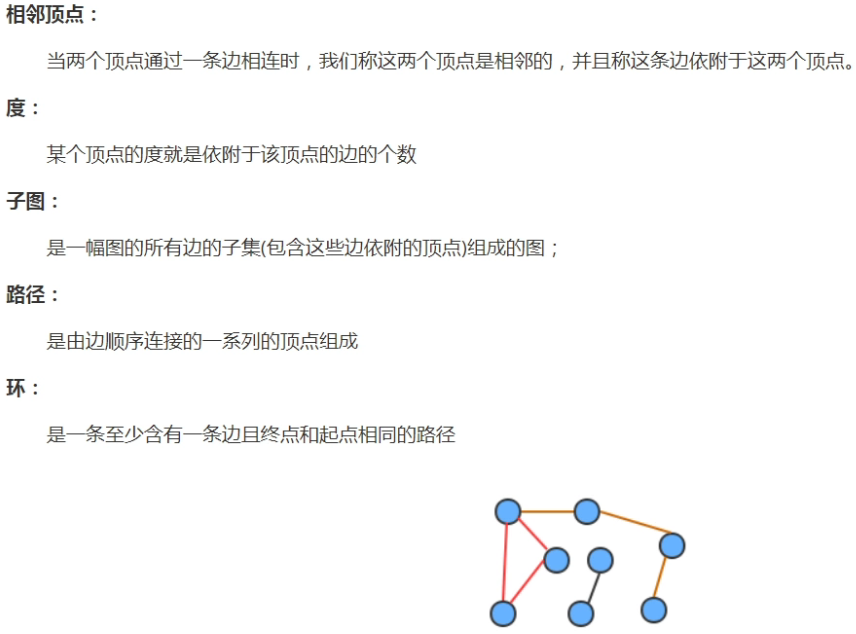 相邻顶点：
当两个顶点通过一条边相连时，我们称这两个顶点是相邻的，并且称这条边依附于这两个顶点。
度：
某个顶点的度就是依附于该顶点的边的个数
子图：
是一幅图的所有边的子集(包含这些边依附的顶点)组成的图；
路径：
是由边顺序连接的一系列的顶点组成
环：
是一条至少含有一条边且终点和起点相同的路径